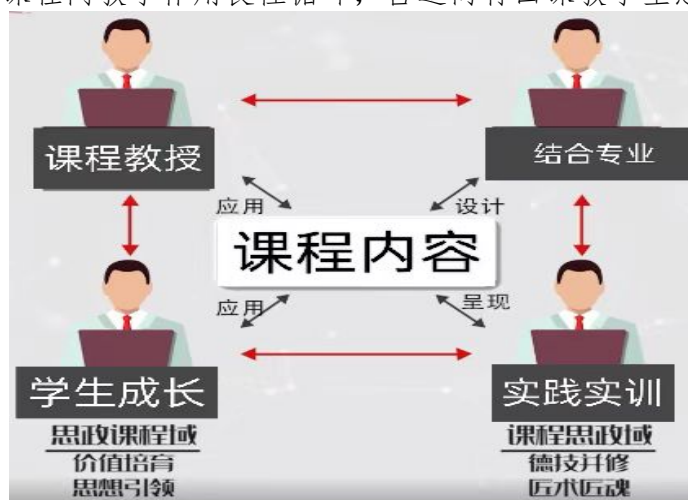 课程教授
结合专业
应用
设计
课程内容
应用
呈现
学生成长
实践实训
思政课程域
课程思政域
价值培育
德技并修
思想引领
匠术匠魂